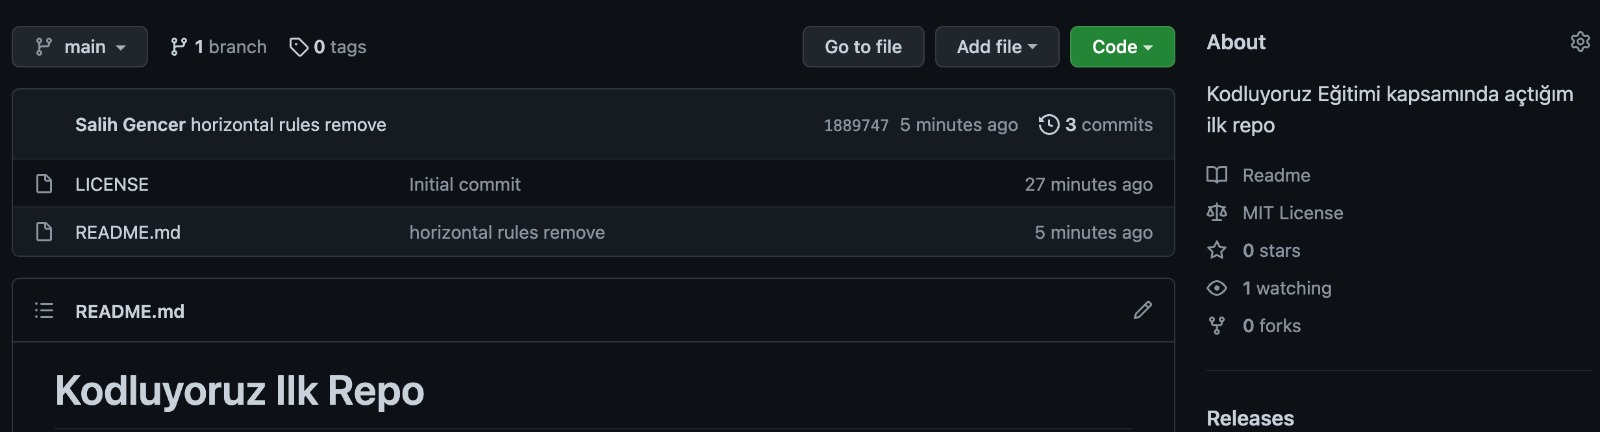 main 1 branch 0 tags Go to file Add file Code
Salih Gencer horizontal rules remove 1889747 5 minutes ago 3 commits
LICENSE Initial commit 27 minutes ago
README.md horizontal rules remove 5 minutes ago
README.md
Kodluyoruz Ilk Repo
About
Kodluyoruz Eğitimi kapsamında açtığım
ilk repo
Readme
MIT License
0 stars
1 watching
0 forks
Releases